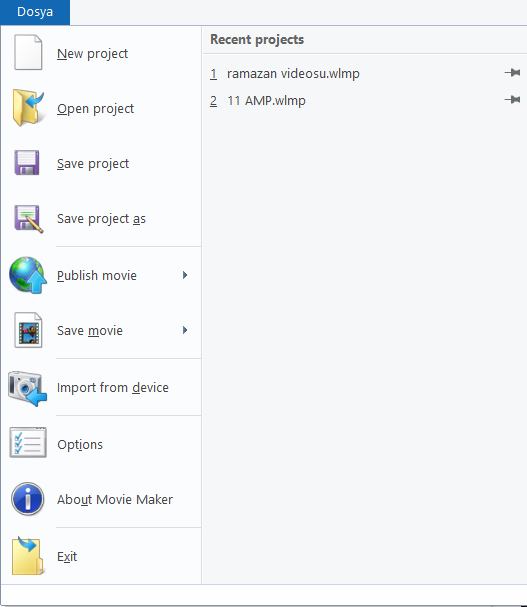 Dosya
New project
Open project
Save project
Save project as
Publish movie
Save movie
Import from device
Options
About Movie Maker
Exit
Recent projects
1 ramazan videosu.wlmp
2 11 AMP.wlmp